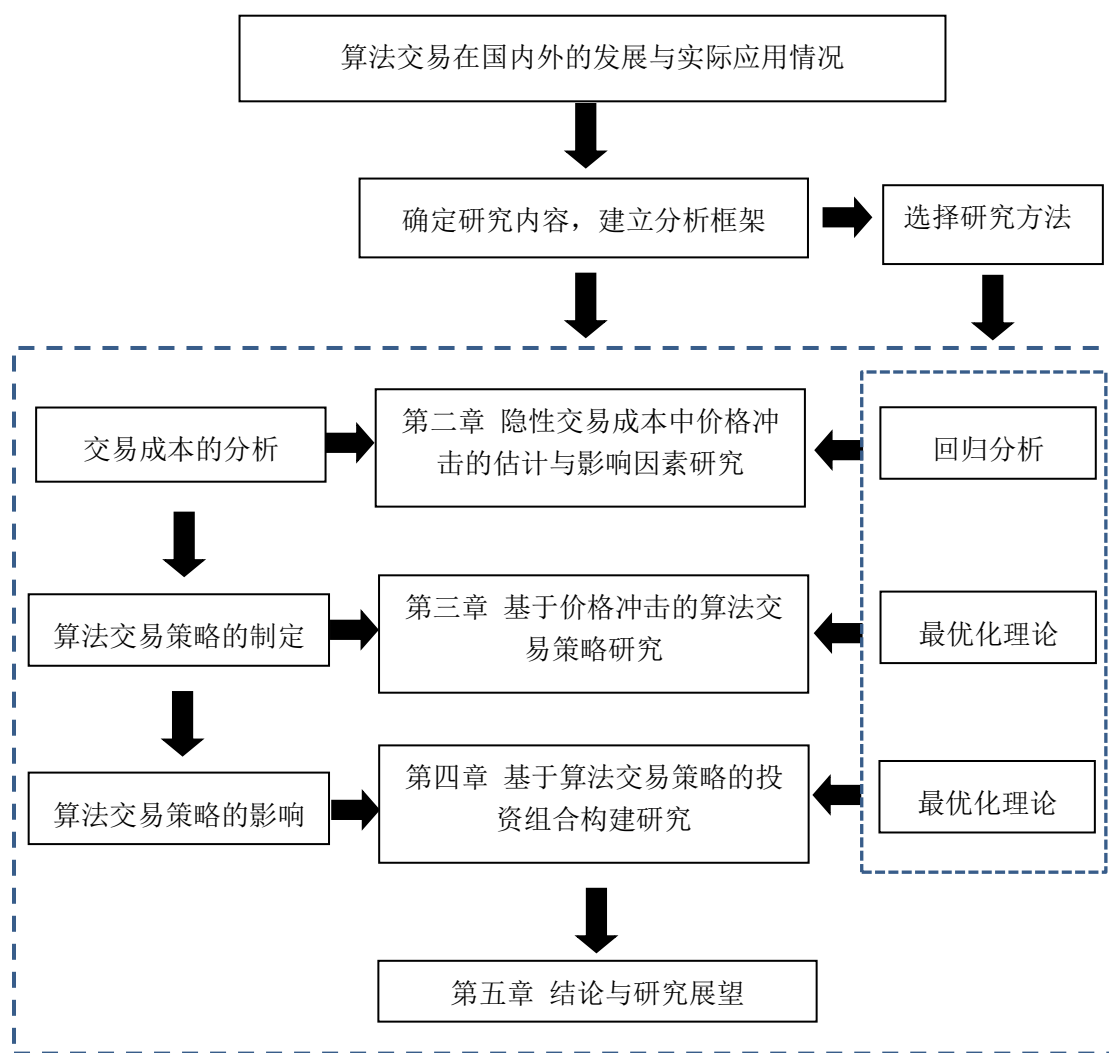 算法交易在国内外的发展与实际应用情况
确定研究内容，建立分析框架
选择研究方法
交易成本的分析
第二章 隐性交易成本中价格冲
击的估计与影响因素研究
回归分析
算法交易策略的制定
第三章 基于价格冲击的算法交
易策略研究
最优化理论
算法交易策略的影响
第四章 基于算法交易策略的投
资组合构建研究
最优化理论
第五章 结论与研究展望